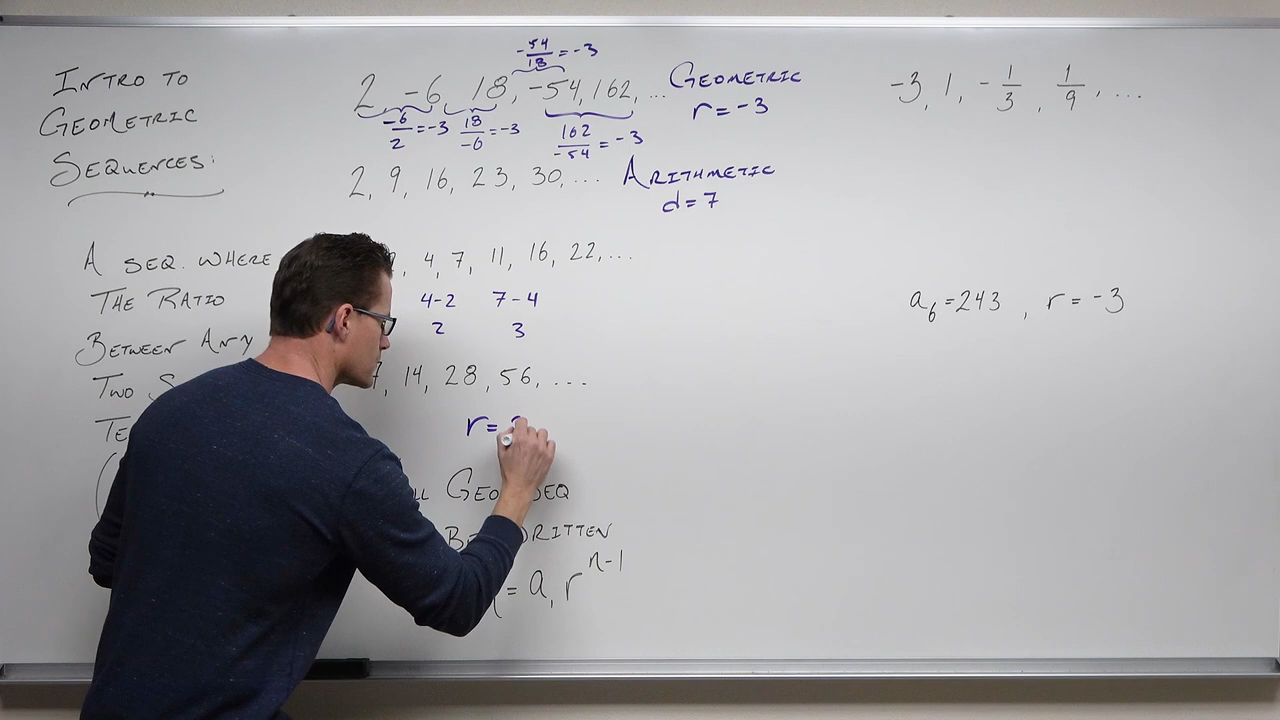 INTRO TO
GEOMETRIC
SEQUENCES:
A SEQ. WHERE
THE RATIO
BETWEEN ANY
TWO
-54/18 = -3
2, -6, 18, -54, 162, ... GEOMETRIC
r = -3
-6/2 = -3 18/-6 = -3 162/-54 = -3
2, 9, 16, 23, 30, ... ARITHMETIC
d = 7
, 4, 7, 11, 16, 22, ...
4-2 7-4
2 3
7, 14, 28, 56, ...
r =
GEO SEQ
WRITTEN
= a₁ r^(n-1)
-3, 1, -1/3, 1/9, ...
a₆ = 243 , r = -3